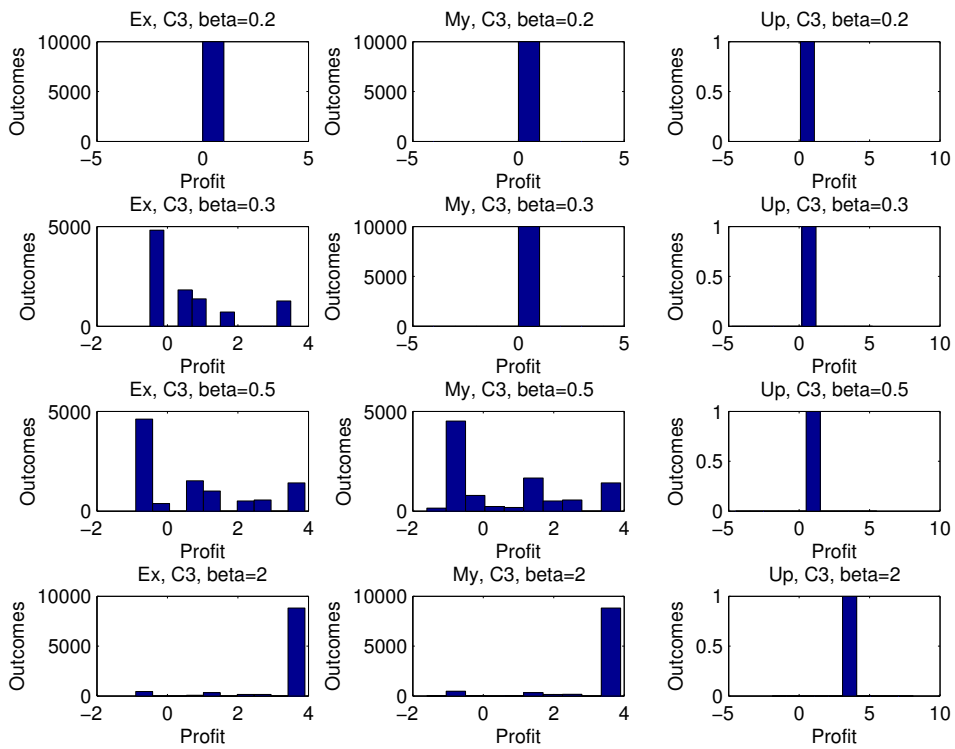 Ex, C3, beta=0.2
Outcomes
10000
5000
0
−5
0
5
Profit
My, C3, beta=0.2
Outcomes
10000
5000
0
−5
0
5
Profit
Up, C3, beta=0.2
Outcomes
1
0.5
0
−5
0
5
10
Profit
Ex, C3, beta=0.3
Outcomes
5000
0
−2
0
2
4
Profit
My, C3, beta=0.3
Outcomes
10000
5000
0
−5
0
5
Profit
Up, C3, beta=0.3
Outcomes
1
0.5
0
−5
0
5
10
Profit
Ex, C3, beta=0.5
Outcomes
5000
0
−2
0
2
4
Profit
My, C3, beta=0.5
Outcomes
5000
0
−2
0
2
4
Profit
Up, C3, beta=0.5
Outcomes
1
0.5
0
−5
0
5
10
Profit
Ex, C3, beta=2
Outcomes
10000
5000
0
−2
0
2
4
Profit
My, C3, beta=2
Outcomes
10000
5000
0
−2
0
2
4
Profit
Up, C3, beta=2
Outcomes
1
0.5
0
−5
0
5
10
Profit